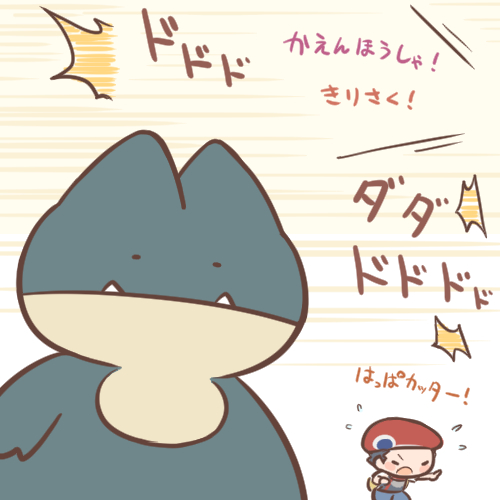 ドドド
かえんほうしゃ！
きりさく！
ダダ
ドドドド
はっぱカッター！